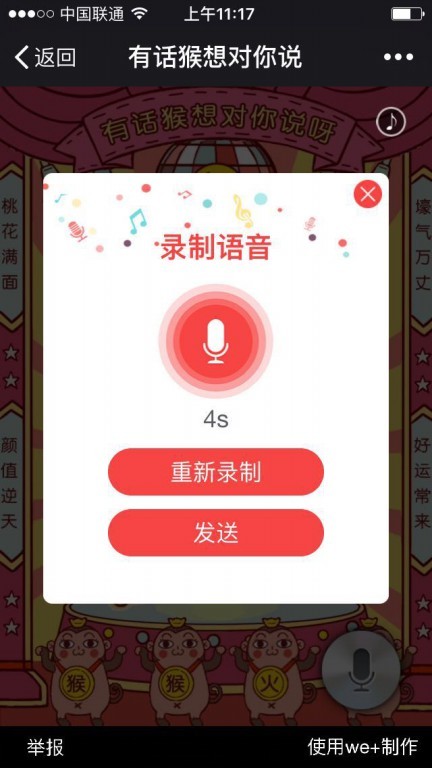 中国联通
上午11:17
返回
有话猴想对你说
有话猴想对你说呀
桃花满面
壕气万丈
录制语音
4s
重新录制
颜值逆天
好运常来
发送
猴
猴
火
举报
使用we+制作